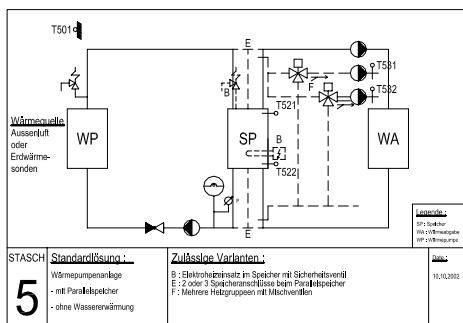 T501
E
T531
F
T532
B
T521
Wärmequelle
Aussenluft
oder
Erdwärme-
sonden
WP
SP
WA
B
T522
F
E
Legende :
SP : Speicher
WA : Wärmeabgabe
WP : Wärmepumpe
STASCH
5
Standardlösung :
Wärmepumpenanlage
- mit Parallelspeicher
- ohne Wassererwärmung
Zulässige Varianten :
B : Elektroheizeinsatz im Speicher mit Sicherheitsventil
E : 2 oder 3 Speicheranschlüsse beim Parallelspeicher
F : Mehrere Heizgruppen mit Mischventilen
Date :
10.10.2002